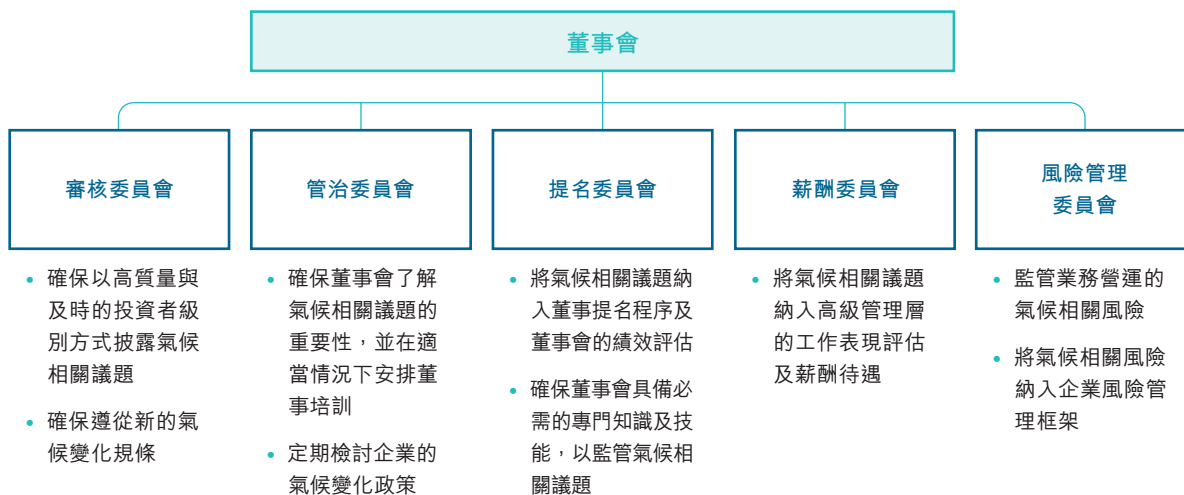 董事會
審核委員會
• 確保以高質量與
及時的投資者級
別方式披露氣候
相關議題
• 確保遵從新的氣
候變化規條
管治委員會
• 確保董事會了解
氣候相關議題的
重要性，並在適
當情況下安排董
事培訓
• 定期檢討企業的
氣候變化政策
提名委員會
• 將氣候相關議題納
入董事提名程序及
董事會的績效評估
• 確保董事會具備必
需的專門知識及技
能，以監管氣候相
關議題
薪酬委員會
• 將氣候相關議題
納入高級管理層
的工作表現評估
及薪酬待遇
風險管理
委員會
• 監管業務營運的
氣候相關風險
• 將氣候相關風險
納入企業風險管
理框架